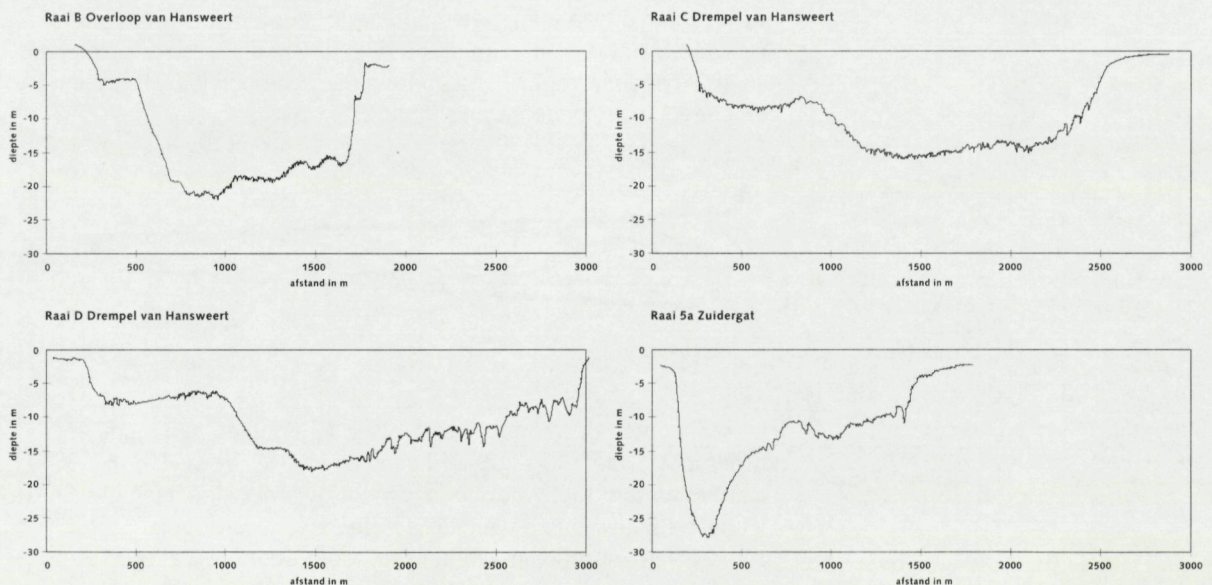 Raai B Overloop van Hansweert
0
-5
-10
-15
-20
-25
-30
diepte in m
0 500 1000 1500 2000 2500 3000
afstand in m
Raai C Drempel van Hansweert
0
-5
-10
-15
-20
-25
-30
diepte in m
0 500 1000 1500 2000 2500 3000
afstand in m
Raai D Drempel van Hansweert
0
-5
-10
-15
-20
-25
-30
diepte in m
0 500 1000 1500 2000 2500 3000
afstand in m
Raai 5a Zuidergat
0
-5
-10
-15
-20
-25
-30
diepte in m
0 500 1000 1500 2000 2500 3000
afstand in m